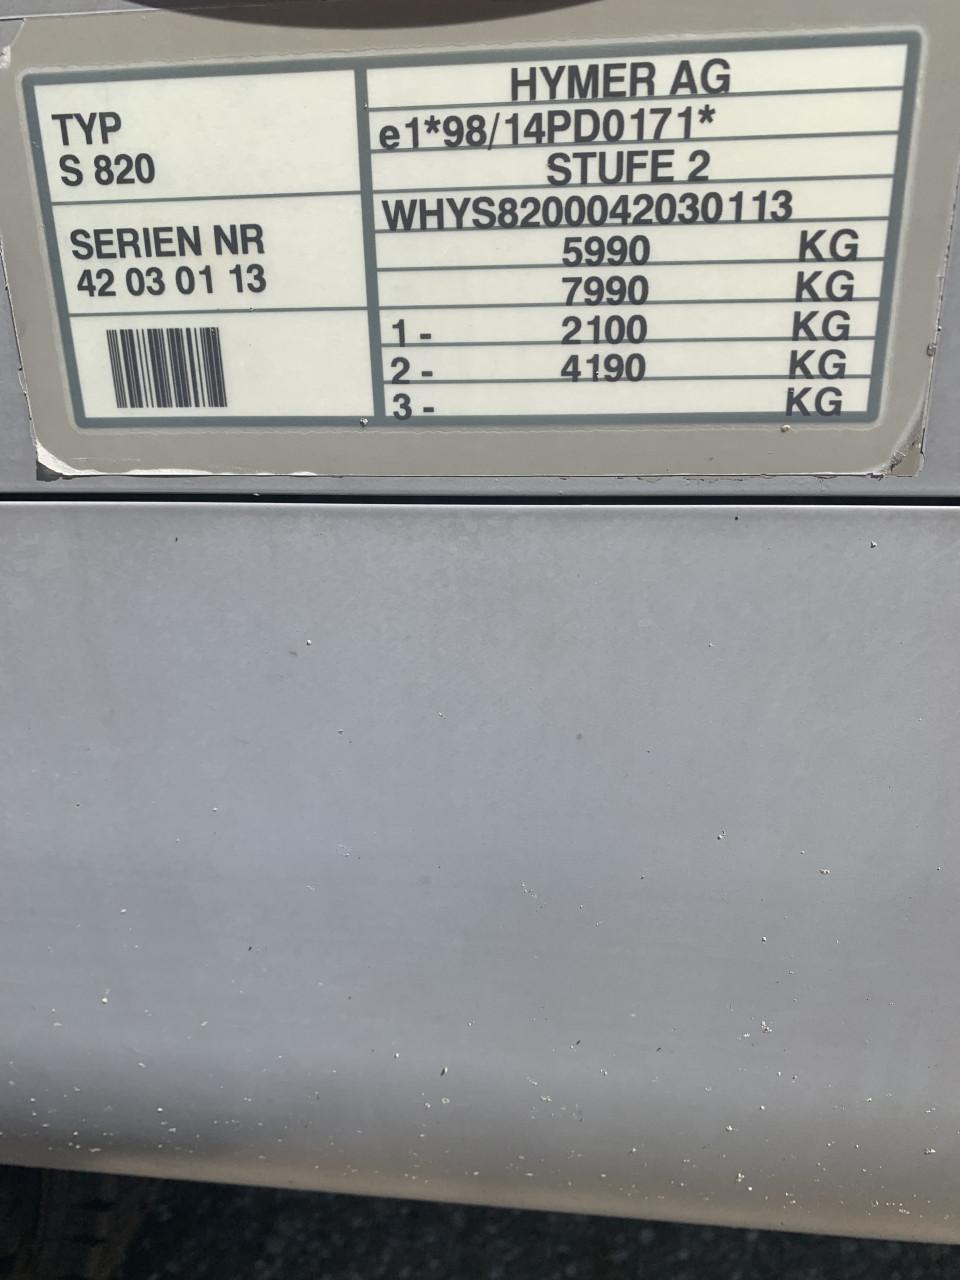 TYP
S 820
SERIEN NR
42 03 01 13
HYMER AG
e1*98/14PD0171*
STUFE 2
WHYS8200042030113
5990 KG
7990 KG
1 - 2100 KG
2 - 4190 KG
3 - KG